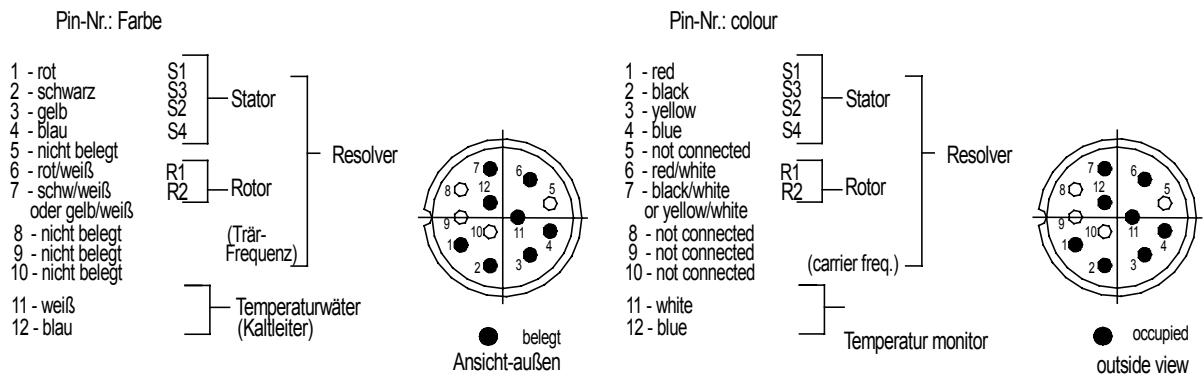 Pin-Nr.: Farbe
1 - rot S1
2 - schwarz S3
3 - gelb S2
4 - blau S4
Stator
5 - nicht belegt
6 - rot/weiß R1
7 - schw/weiß R2
oder gelb/weiß
Rotor
Resolver
8 - nicht belegt
9 - nicht belegt
10 - nicht belegt
(Trär-
Frequenz)
11 - weiß
12 - blau
Temperaturwäter
(Kaltleiter)
7
6
12
8
5
9
10
11
4
1
2
3
belegt
Ansicht-außen
Pin-Nr.: colour
1 - red S1
2 - black S3
3 - yellow S2
4 - blue S4
Stator
5 - not connected
6 - red/white R1
7 - black/white R2
or yellow/white
Rotor
Resolver
8 - not connected
9 - not connected
10 - not connected
(carrier freq.)
11 - white
12 - blue
Temperatur monitor
7
6
12
8
5
9
10
11
4
1
2
3
occupied
outside view